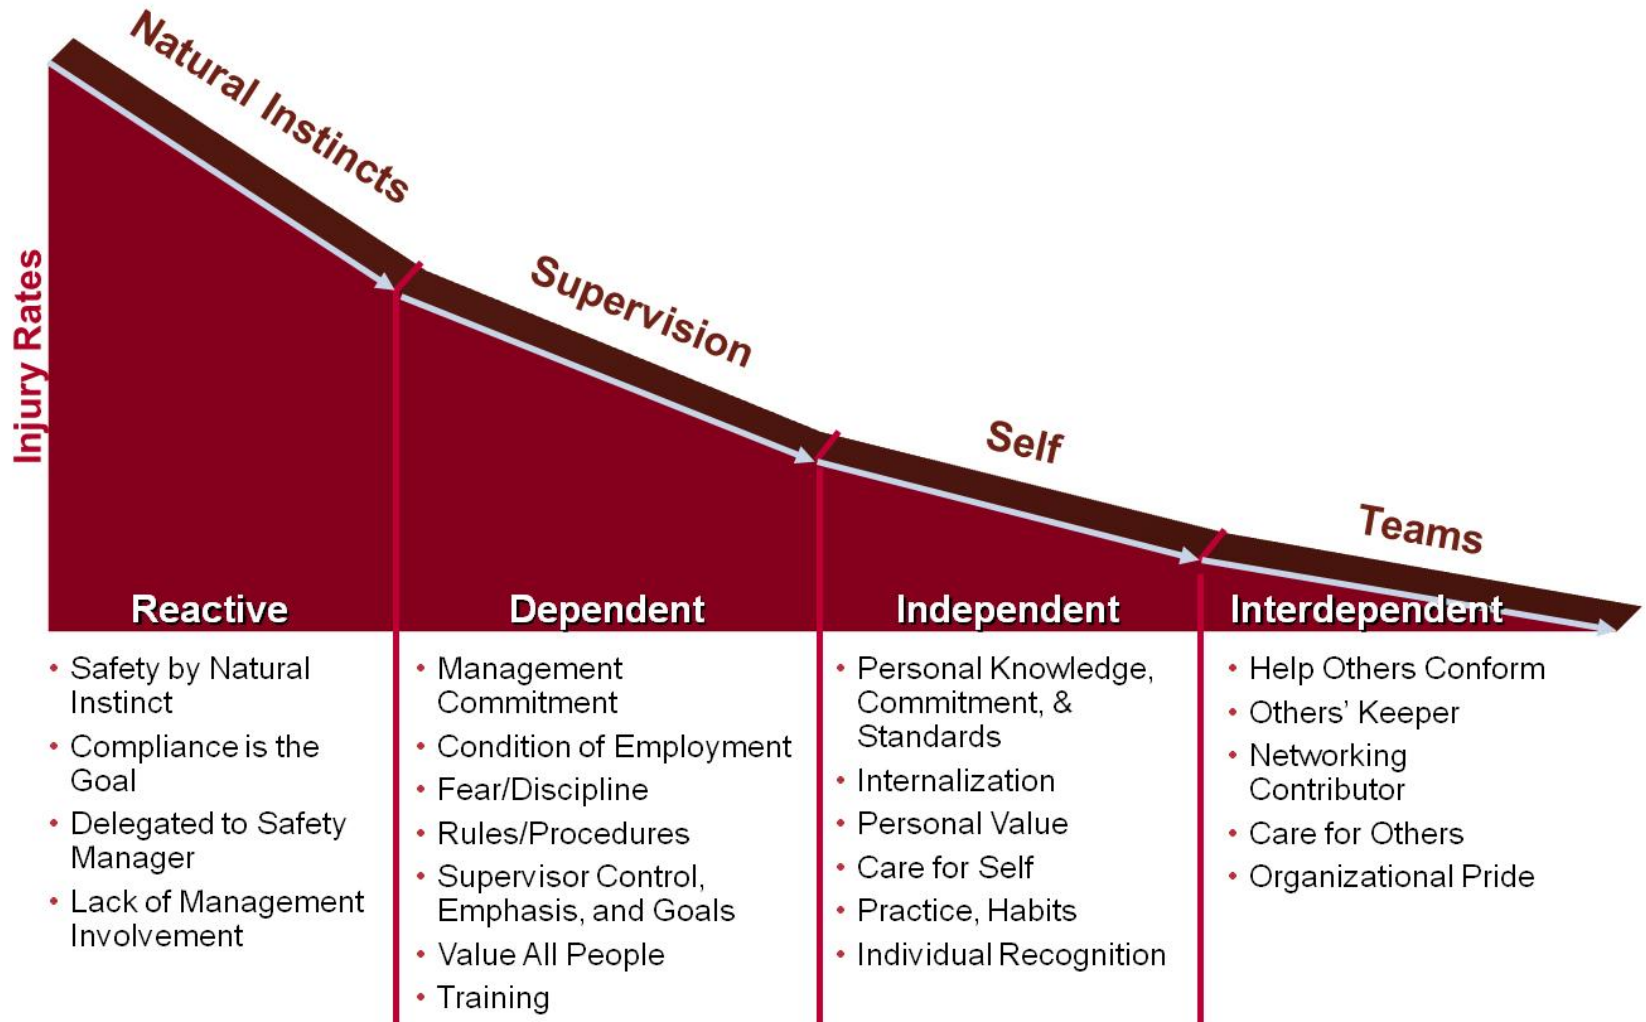 Natural Instincts
Supervision
Self
Teams
Injury Rates
Reactive
Dependent
Independent
Interdependent
• Safety by Natural
Instinct
• Compliance is the
Goal
• Delegated to Safety
Manager
• Lack of Management
Involvement
• Management
Commitment
• Condition of Employment
• Fear/Discipline
• Rules/Procedures
• Supervisor Control,
Emphasis, and Goals
• Value All People
• Training
• Personal Knowledge,
Commitment, &
Standards
• Internalization
• Personal Value
• Care for Self
• Practice, Habits
• Individual Recognition
• Help Others Conform
• Others’ Keeper
• Networking
Contributor
• Care for Others
• Organizational Pride